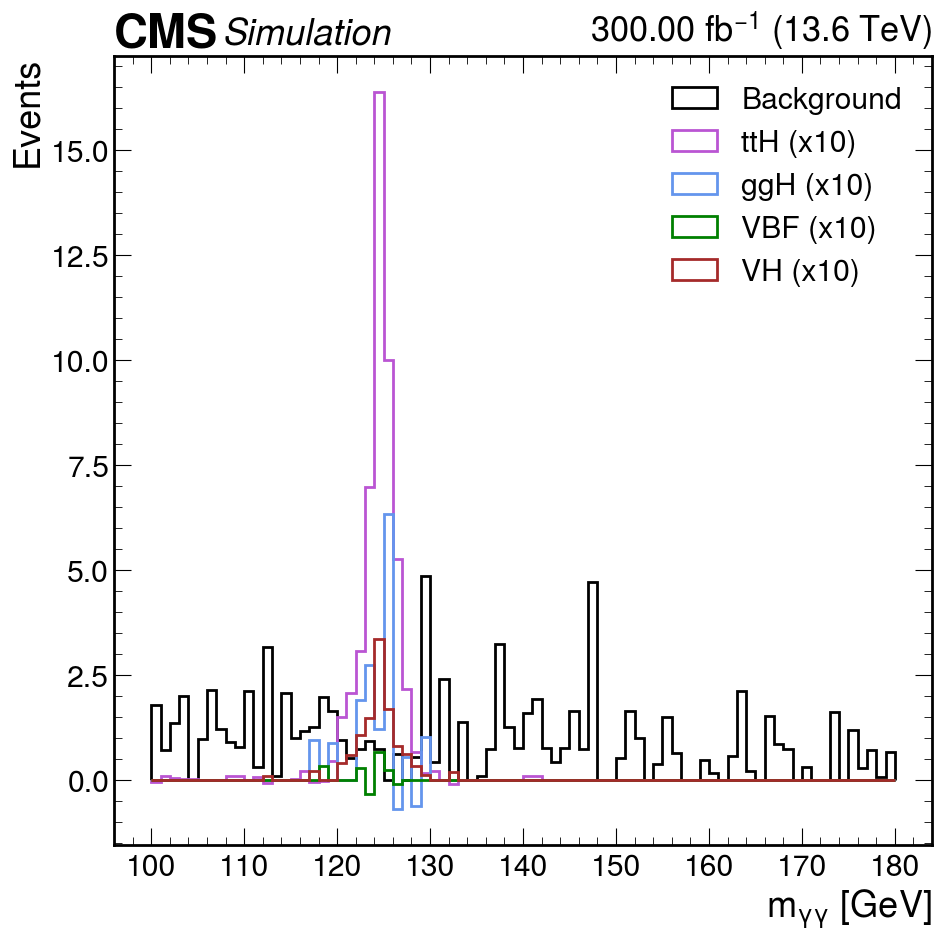 CMS Simulation 300.00 fb⁻¹ (13.6 TeV)
Events
Background
ttH (x10)
ggH (x10)
VBF (x10)
VH (x10)
15.0
12.5
10.0
7.5
5.0
2.5
0.0
100 110 120 130 140 150 160 170 180
mγγ [GeV]